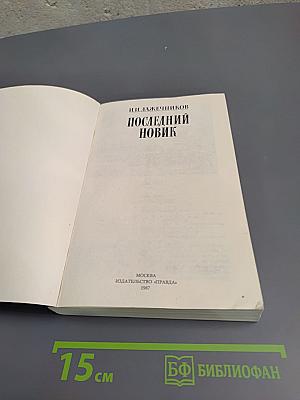 И.И.ЛАЖЕЧНИКОВ
ПОСЛЕДНИЙ
НОВИК
МОСКВА
ИЗДАТЕЛЬСТВО «ПРАВДА»
1987
15 см
БФ БИБЛИОФАН